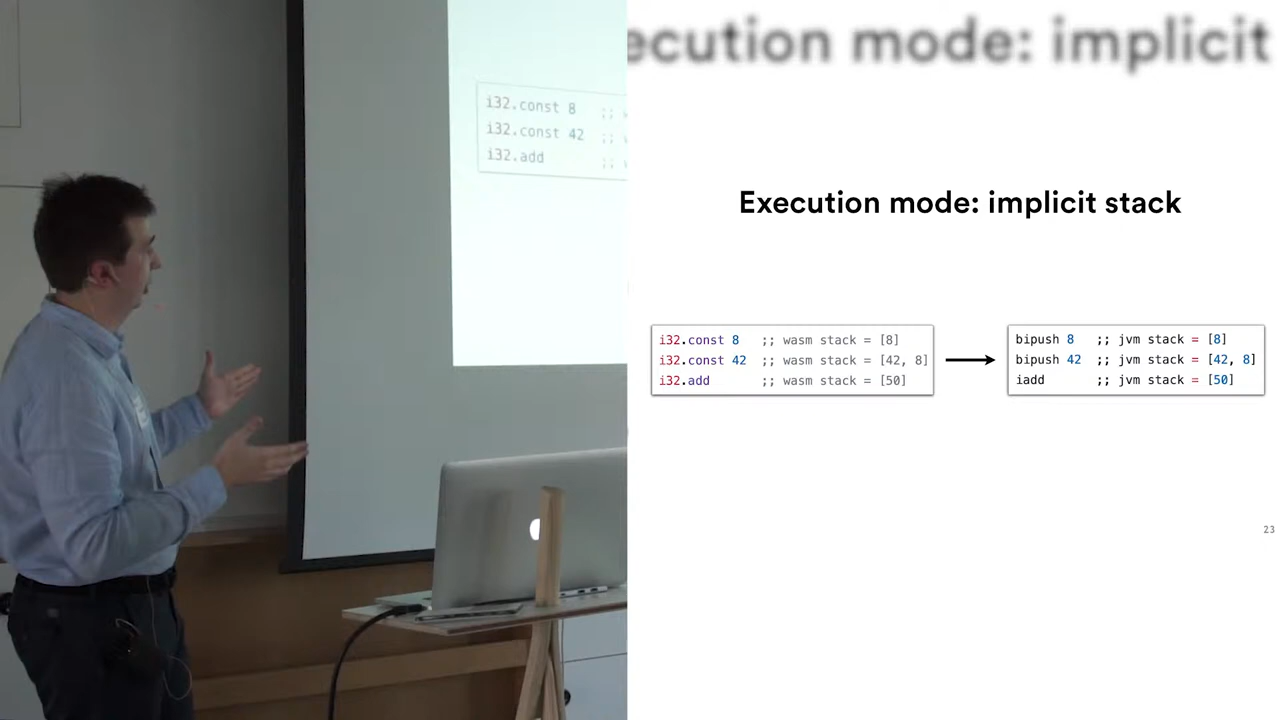 i32.const 8 ;;
i32.const 42 ;;
i32.add ;;
ecution mode: implicit
Execution mode: implicit stack
i32.const 8 ;; wasm stack = [8]
i32.const 42 ;; wasm stack = [42, 8]
i32.add ;; wasm stack = [50]
bipush 8 ;; jvm stack = [8]
bipush 42 ;; jvm stack = [42, 8]
iadd ;; jvm stack = [50]
23